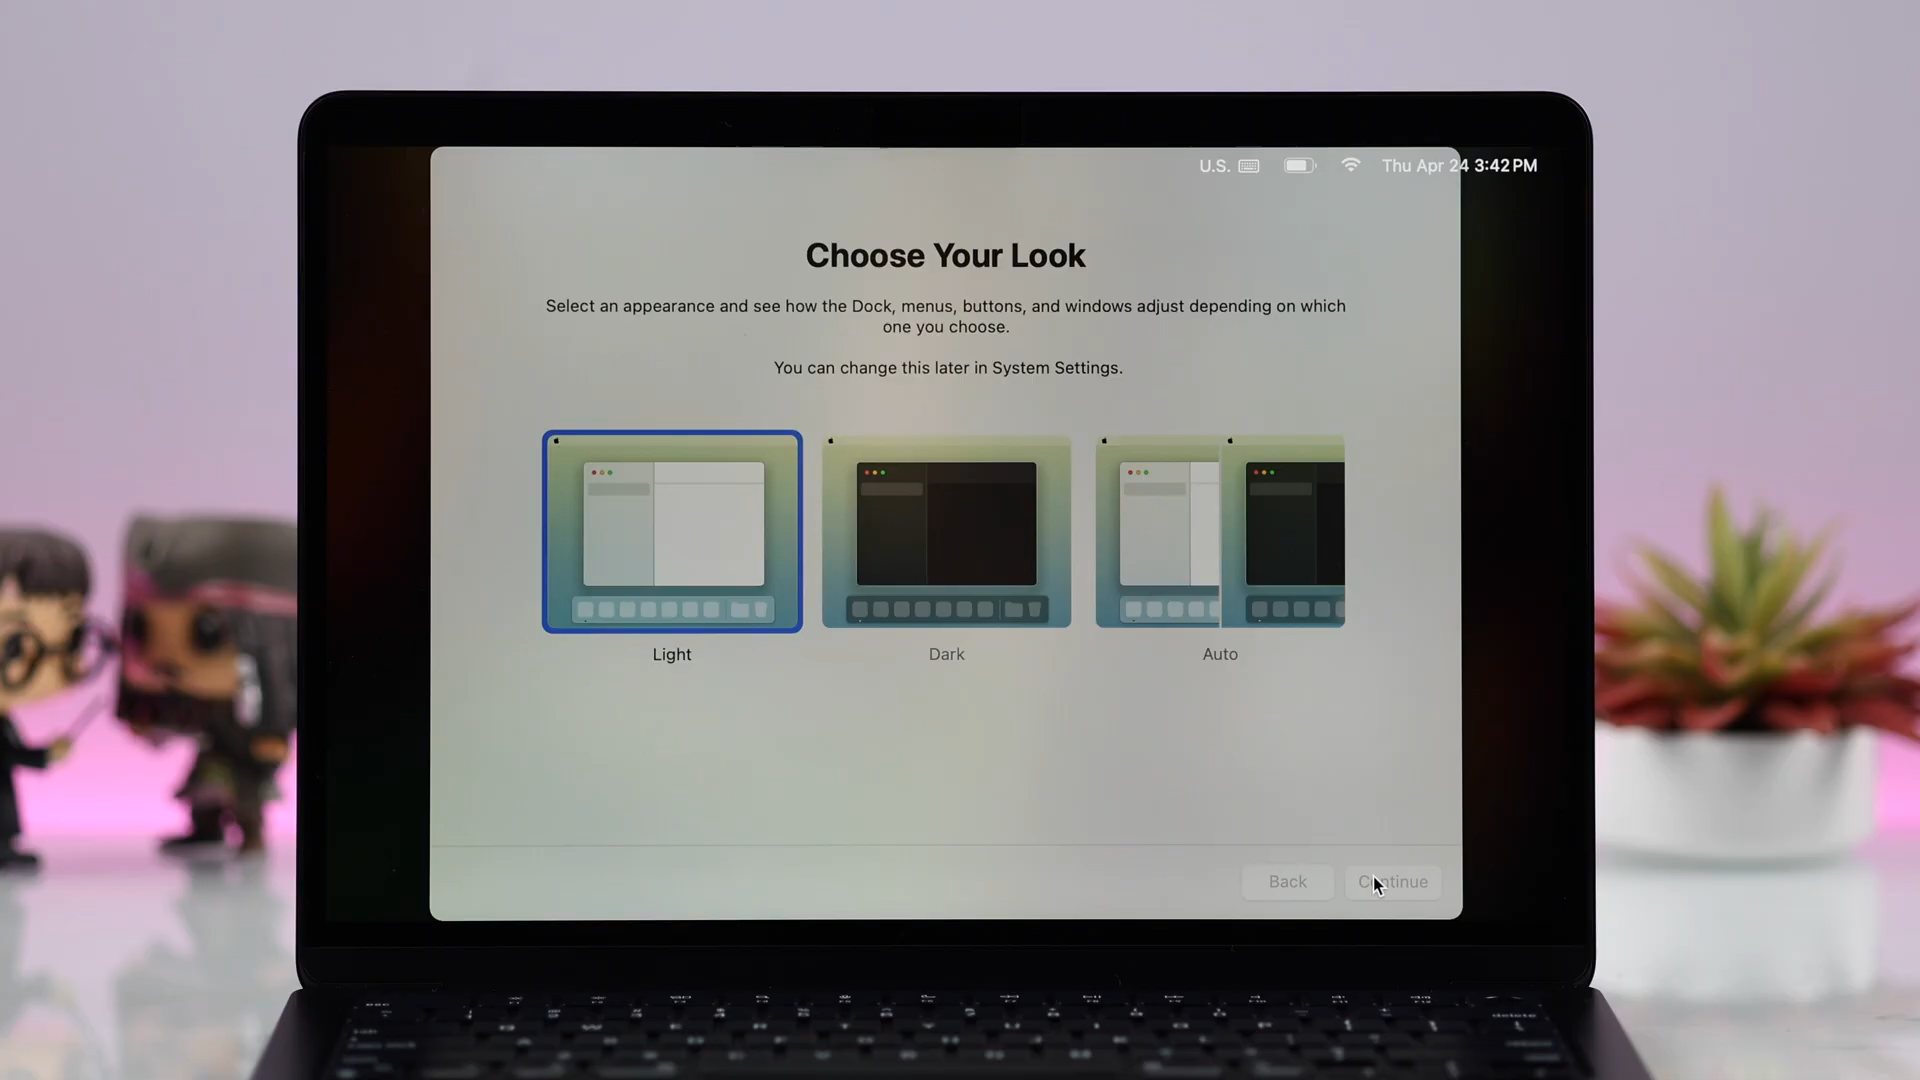 U.S. Thu Apr 24 3:42 PM
Choose Your Look
Select an appearance and see how the Dock, menus, buttons, and windows adjust depending on which
one you choose.
You can change this later in System Settings.
Light Dark Auto
Back Continue
delete